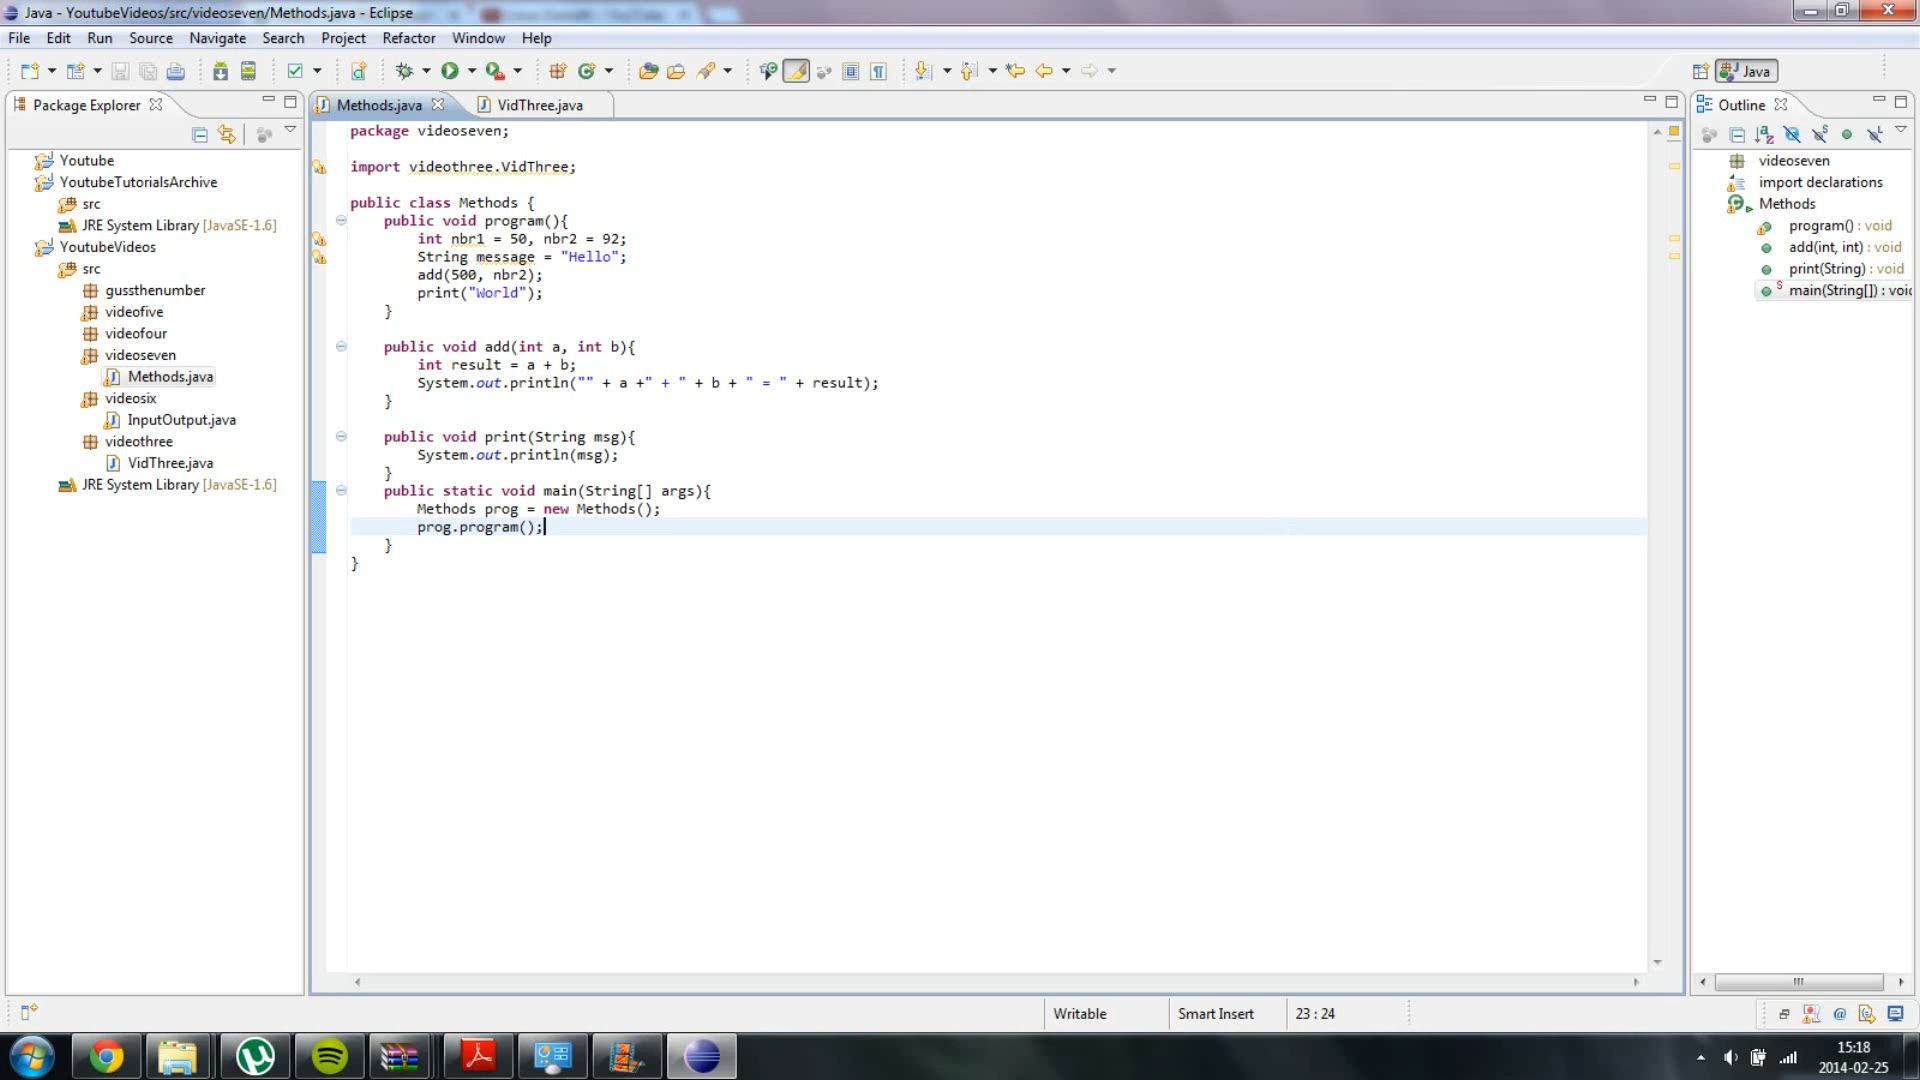 Java - YoutubeVideos/src/videoseven/Methods.java - Eclipse
File Edit Run Source Navigate Search Project Refactor Window Help
Java
Package Explorer
Youtube
YoutubeTutorialsArchive
src
JRE System Library [JavaSE-1.6]
YoutubeVideos
src
gussthenumber
videofive
videofour
videoseven
Methods.java
videosix
InputOutput.java
videothree
VidThree.java
JRE System Library [JavaSE-1.6]
Methods.java VidThree.java
package videoseven;
import videothree.VidThree;
public class Methods {
public void program(){
int nbr1 = 50, nbr2 = 92;
String message = "Hello";
add(500, nbr2);
print("World");
}
public void add(int a, int b){
int result = a + b;
System.out.println("" + a +" + " + b + " = " + result);
}
public void print(String msg){
System.out.println(msg);
}
public static void main(String[] args){
Methods prog = new Methods();
prog.program();
}
}
Outline
videoseven
import declarations
Methods
program() : void
add(int, int) : void
print(String) : void
main(String[]) : voic
Writable Smart Insert 23 : 24
15:18
2014-02-25